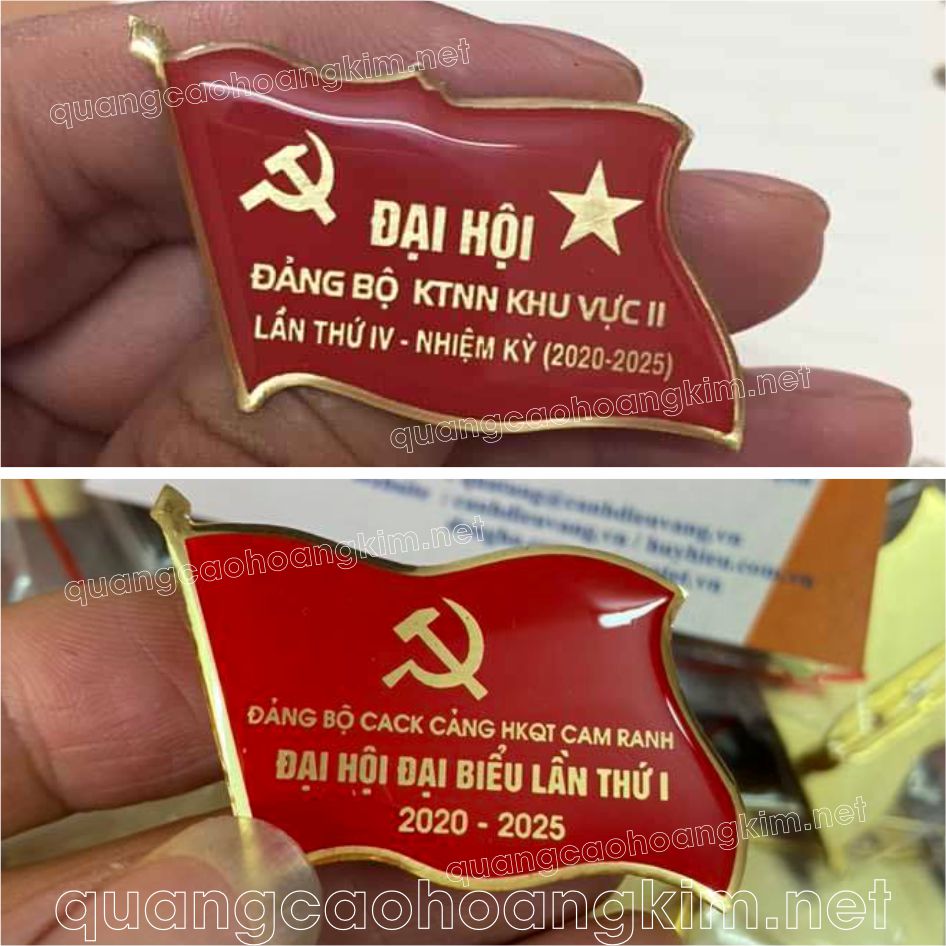 quangcaohoangkim.net
ĐẠI HỘI
ĐẢNG BỘ KTNN KHU VỰC II
LẦN THỨ IV - NHIỆM KỲ (2020-2025)
quangcaohoangkim.net
quangcaohoangkim.net
ĐẢNG BỘ CACK CẢNG HKQT CAM RANH
ĐẠI HỘI ĐẠI BIỂU LẦN THỨ I
2020 - 2025
quangcaohoangkim.net
quangcaohoangkim.net